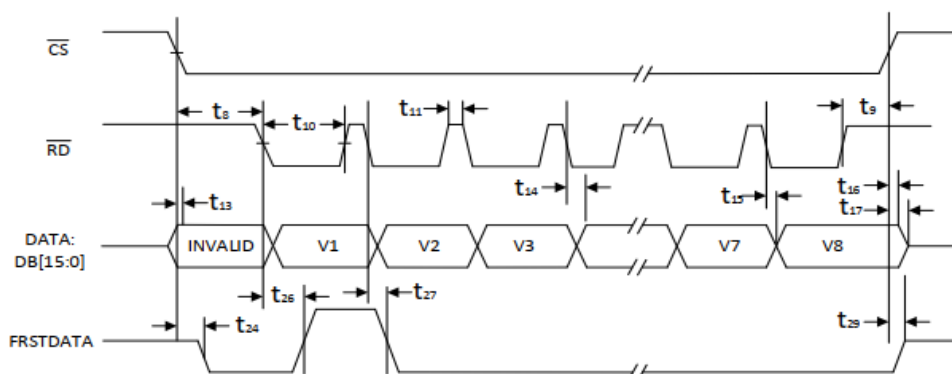 CS
t8
t10
t11
t9
RD
t13
t14
t15
t16
t17
DATA:
DB[15:0]
INVALID V1 V2 V3 V7 V8
t26
t27
t24
t29
FRSTDATA